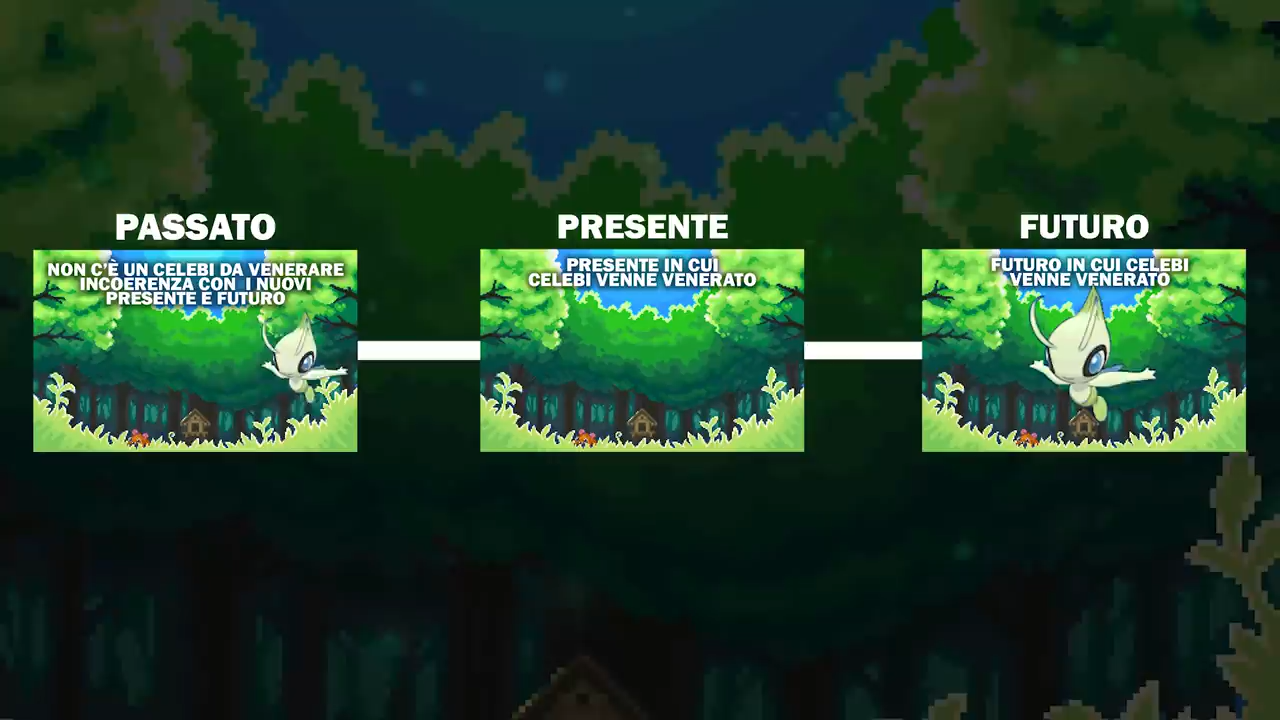 PASSATO
NON C'È UN CELEBI DA VENERARE
INCOERENZA CON I NUOVI
PRESENTE E FUTURO
PRESENTE
PRESENTE IN CUI
CELEBI VENNE VENERATO
FUTURO
FUTURO IN CUI CELEBI
VENNE VENERATO